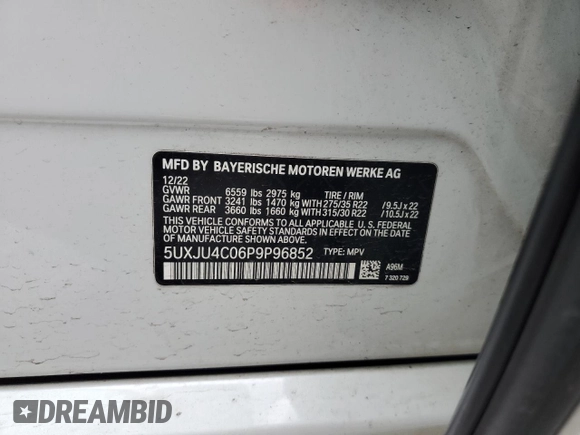 MFD BY BAYERISCHE MOTOREN WERKE AG
12/22
GVWR 6559 lbs 2975 kg TIRE / RIM
GAWR FRONT 3241 lbs 1470 kg WITH 275/35 R22 / 9.5J x 22
GAWR REAR 3660 lbs 1660 kg WITH 315/30 R22 / 10.5J x 22
THIS VEHICLE CONFORMS TO ALL APPLICABLE U. S. FEDERAL
MOTOR VEHICLE SAFETY STANDARDS IN EFFECT ON THE
DATE OF MANUFACTURE SHOWN ABOVE.
5UXJU4C06P9P96852 TYPE: MPV
A96M
7 320 729
DREAMBID